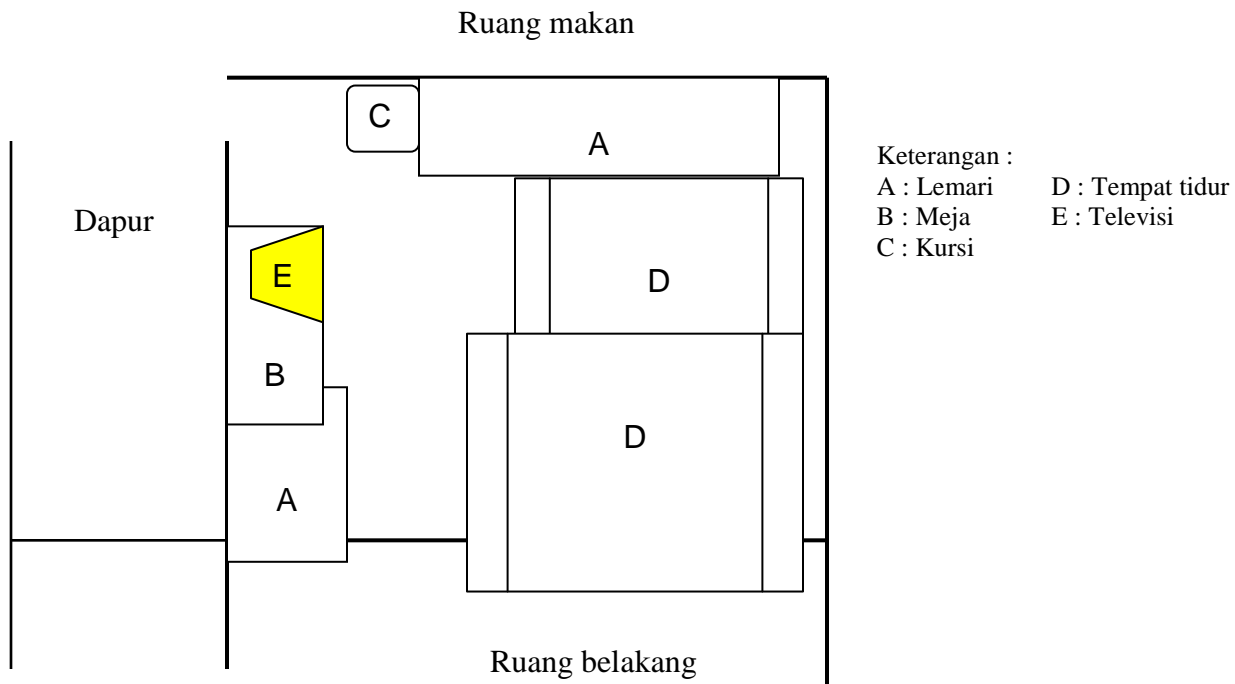 Ruang makan
C
A
Keterangan :
A : Lemari D : Tempat tidur
B : Meja E : Televisi
C : Kursi
Dapur
E
D
B
D
A
Ruang belakang